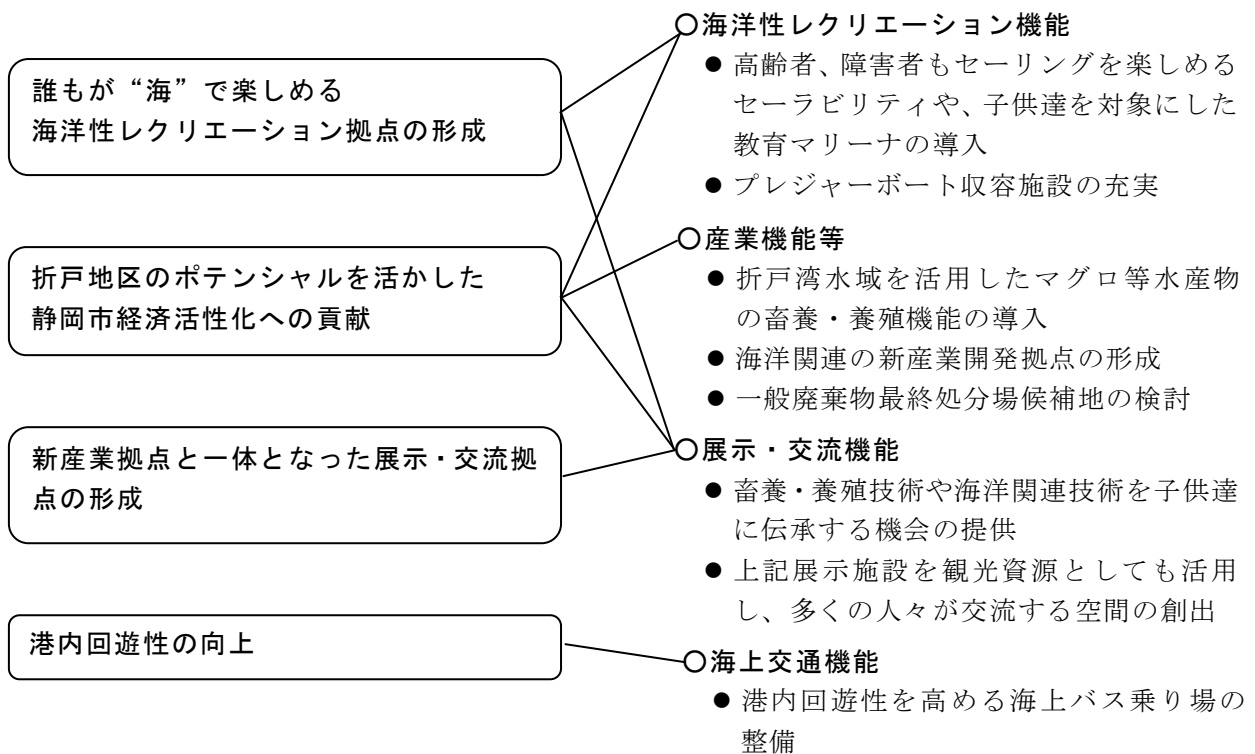 誰もが“海”で楽しめる
海洋性レクリエーション拠点の形成
折戸地区のポテンシャルを活かした
静岡市経済活性化への貢献
新産業拠点と一体となった展示・交流拠
点の形成
港内回遊性の向上
○海洋性レクリエーション機能
●高齢者、障害者もセーリングを楽しめる
セーラビリティや、子供達を対象にした
教育マリーナの導入
●プレジャーボート収容施設の充実
○産業機能等
●折戸湾水域を活用したマグロ等水産物
の畜養・養殖機能の導入
●海洋関連の新産業開発拠点の形成
●一般廃棄物最終処分場候補地の検討
○展示・交流機能
●畜養・養殖技術や海洋関連技術を子供達
に伝承する機会の提供
●上記展示施設を観光資源としても活用
し、多くの人々が交流する空間の創出
○海上交通機能
●港内回遊性を高める海上バス乗り場の
整備